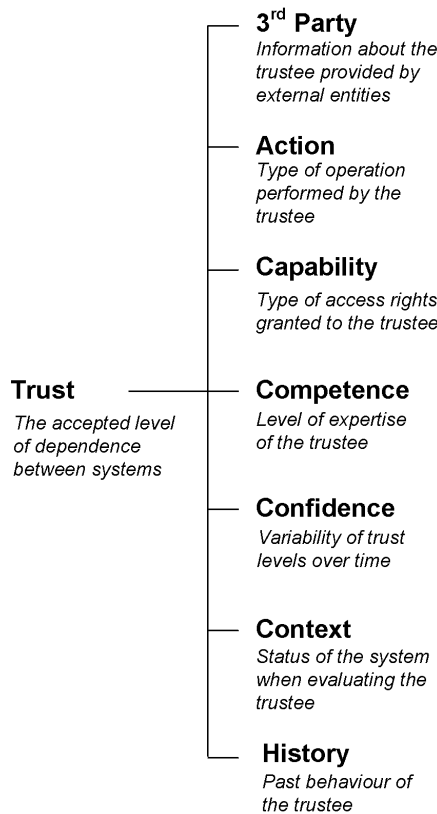 3rd Party
Information about the
trustee provided by
external entities
Action
Type of operation
performed by the
trustee
Capability
Type of access rights
granted to the trustee
Trust
The accepted level
of dependence
between systems
Competence
Level of expertise
of the trustee
Confidence
Variability of trust
levels over time
Context
Status of the system
when evaluating the
trustee
History
Past behaviour of
the trustee